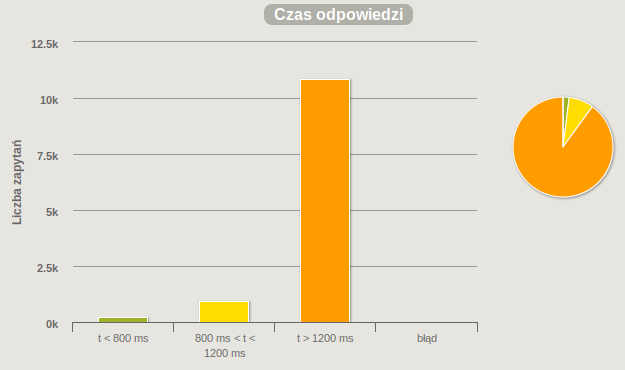 Czas odpowiedzi
Liczba zapytań
12.5k
10k
7.5k
5k
2.5k
0k
t < 800 ms
800 ms < t <
1200 ms
t > 1200 ms
błąd